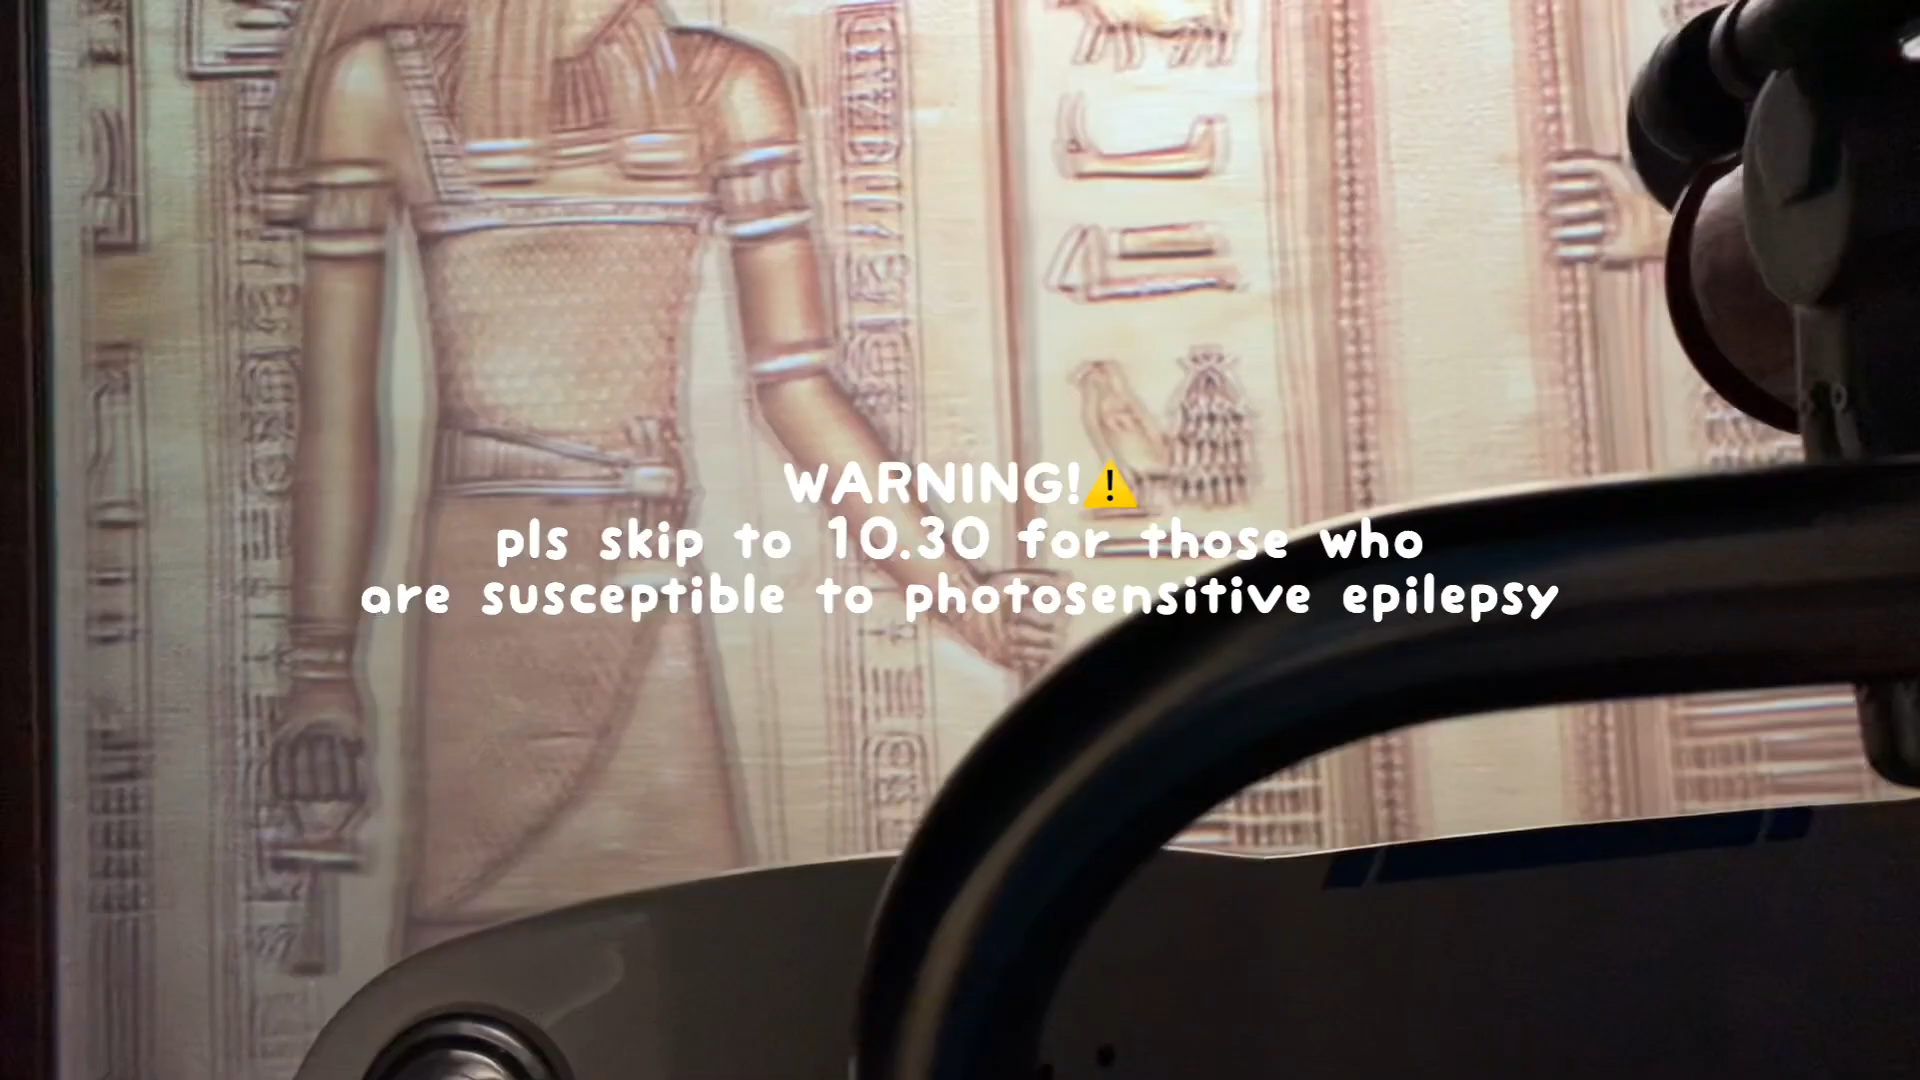 WARNING!⚠️
pls skip to 10.30 for those who
are susceptible to photosensitive epilepsy